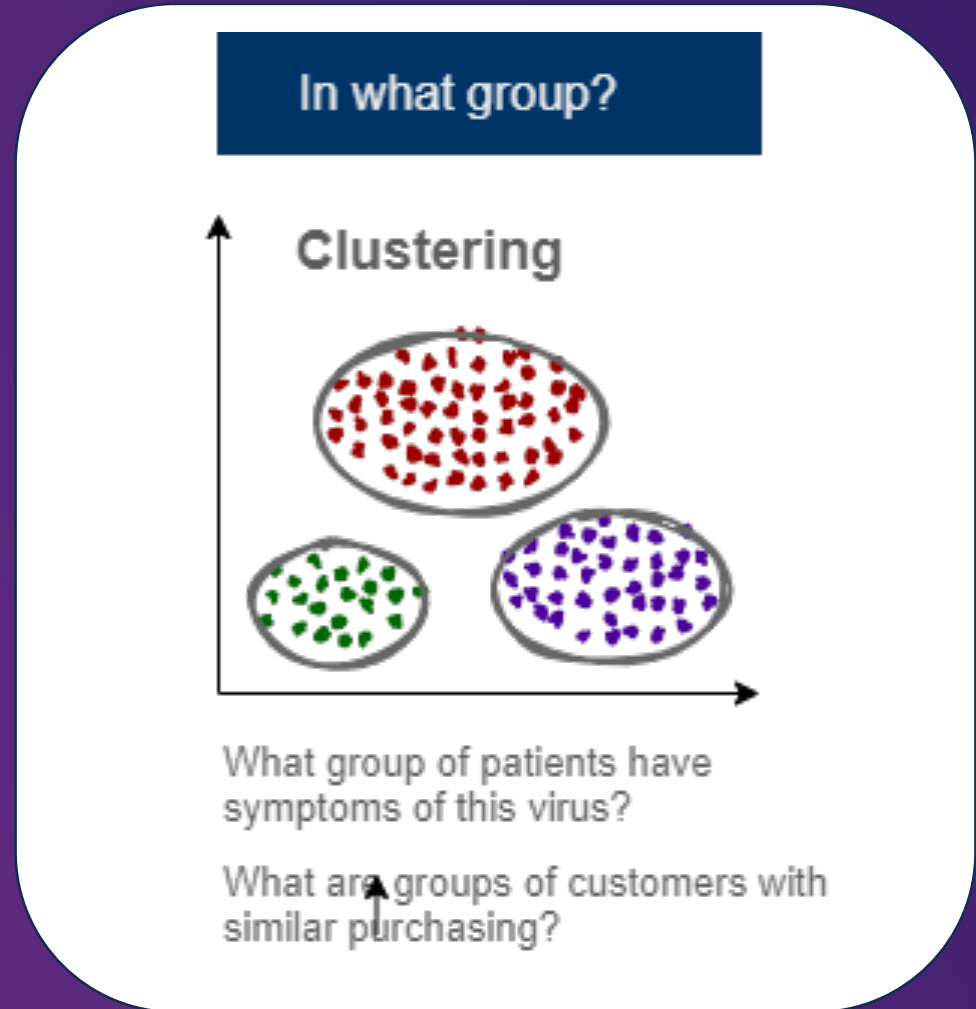 In what group?
Clustering
What group of patients have
symptoms of this virus?
What are groups of customers with
similar purchasing?